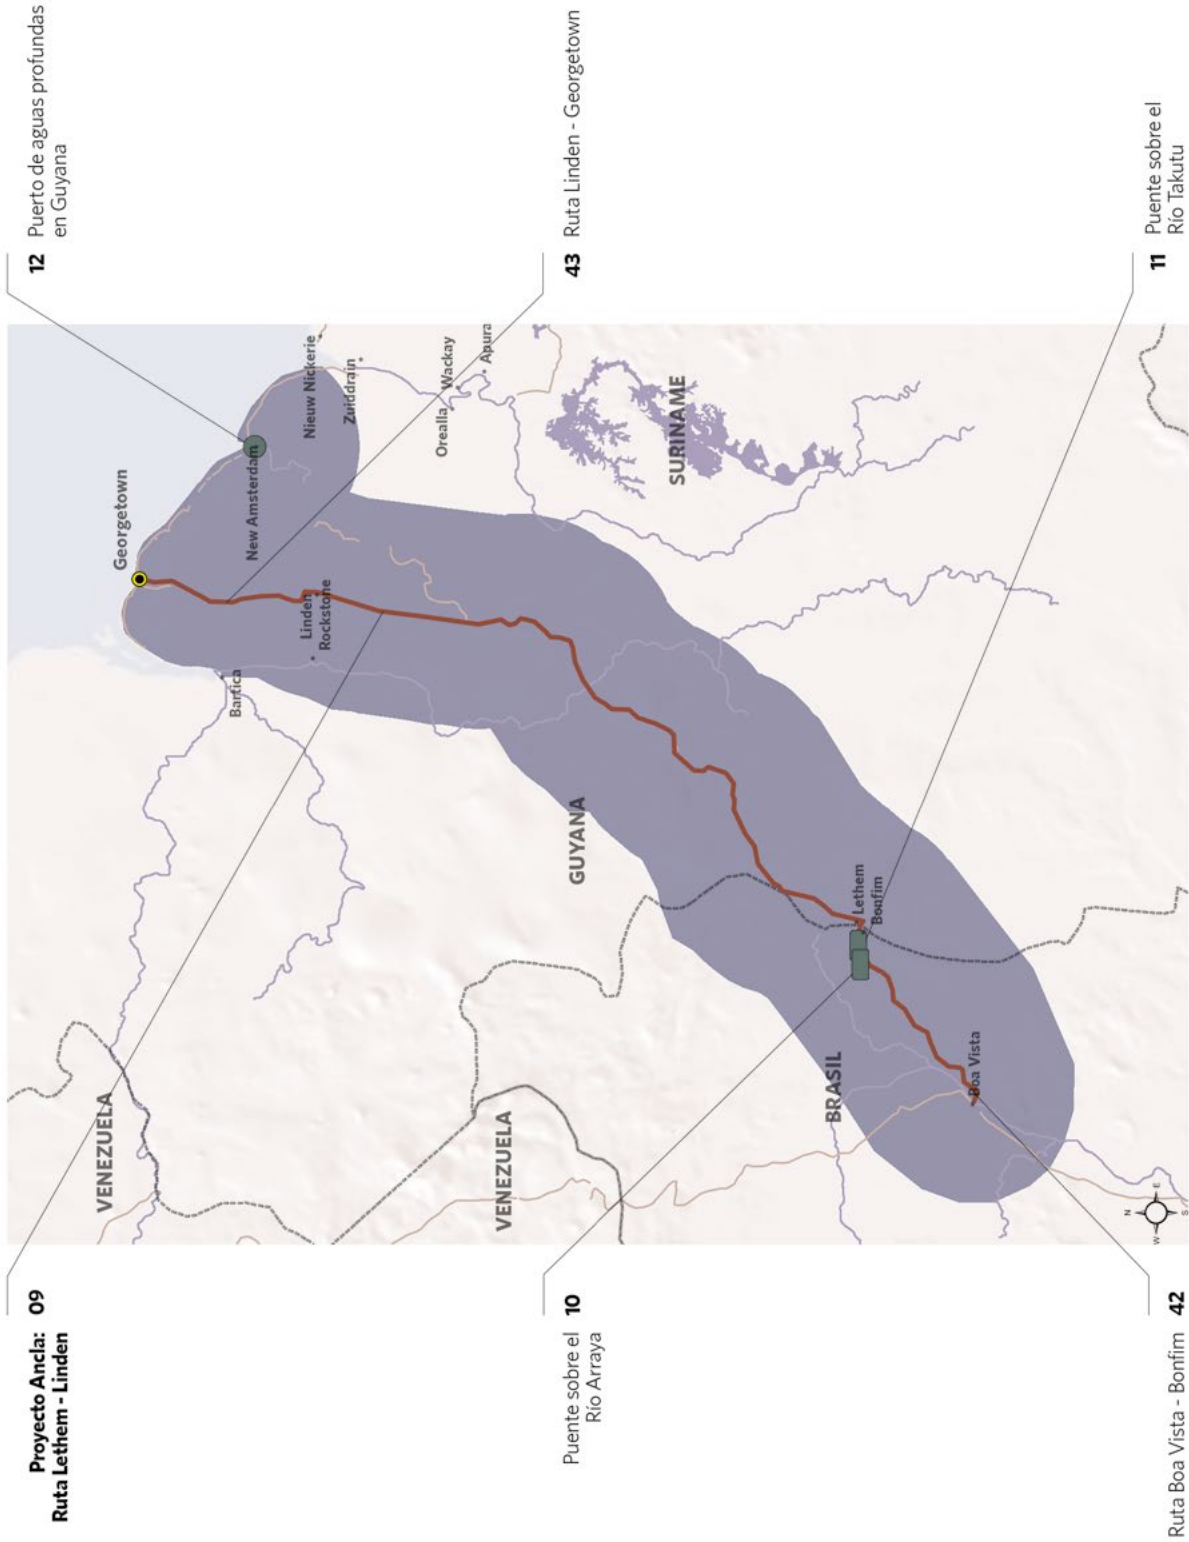 Proyecto Ancla: 09
Ruta Lethem - Linden
Puente sobre el 10
Río Arraya
Ruta Boa Vista - Bonfim 42
12 Puerto de aguas profundas
en Guyana
43 Ruta Linden - Georgetown
11 Puente sobre el
Río Takutu
Georgetown
New Amsterdam
Nieuw Nickerie
Zuiddrain
Linden
Rockstone
Bartica
Orealla
Wackay
Apura
SURINAME
GUYANA
VENEZUELA
VENEZUELA
BRASIL
Lethem
Bonfim
Boa Vista
N
W
E
S